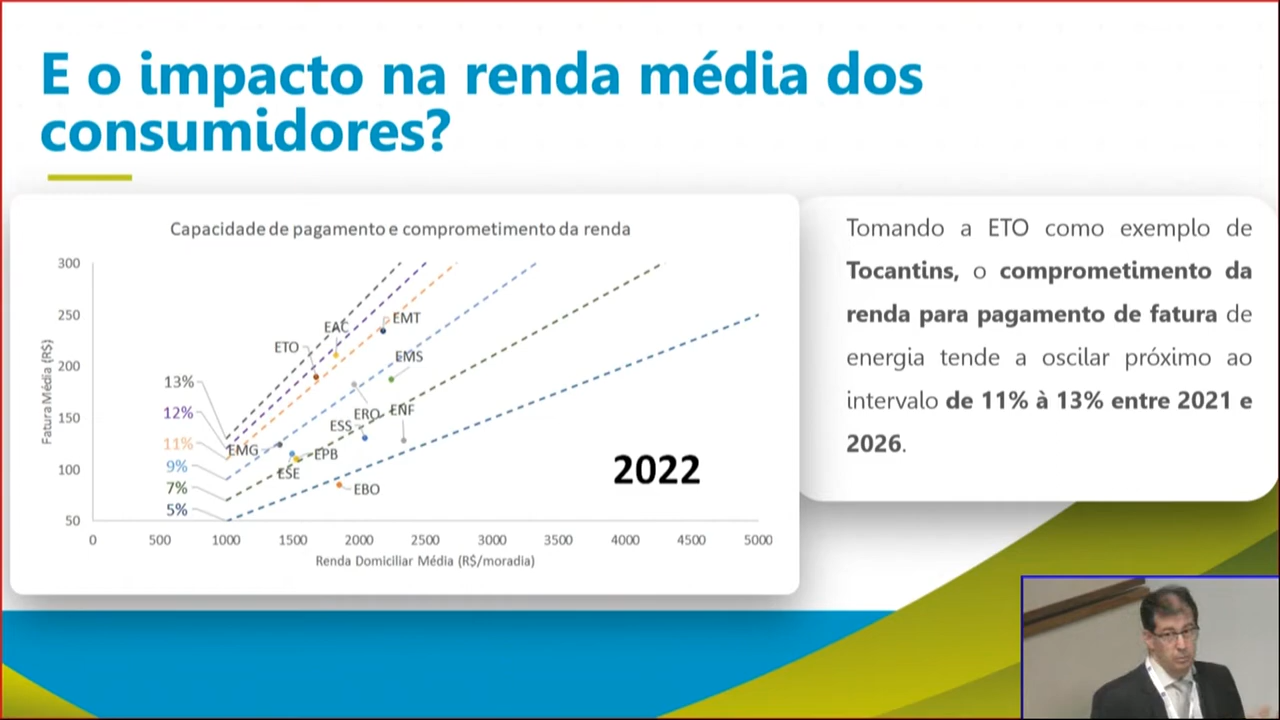 E o impacto na renda média dos
consumidores?
Capacidade de pagamento e comprometimento da renda
300
250
200
150
100
50
Fatura Média (R$)
13%
12%
11%
9%
7%
5%
EAC
EMT
ETO
EMS
ERO
ENF
ESS
EMG
EPB
ESE
EBO
2022
0
500
1000
1500
2000
2500
3000
3500
4000
4500
5000
Renda Domiciliar Média (R$/moradia)
Tomando a ETO como exemplo de
Tocantins, o comprometimento da
renda para pagamento de fatura de
energia tende a oscilar próximo ao
intervalo de 11% à 13% entre 2021 e
2026.